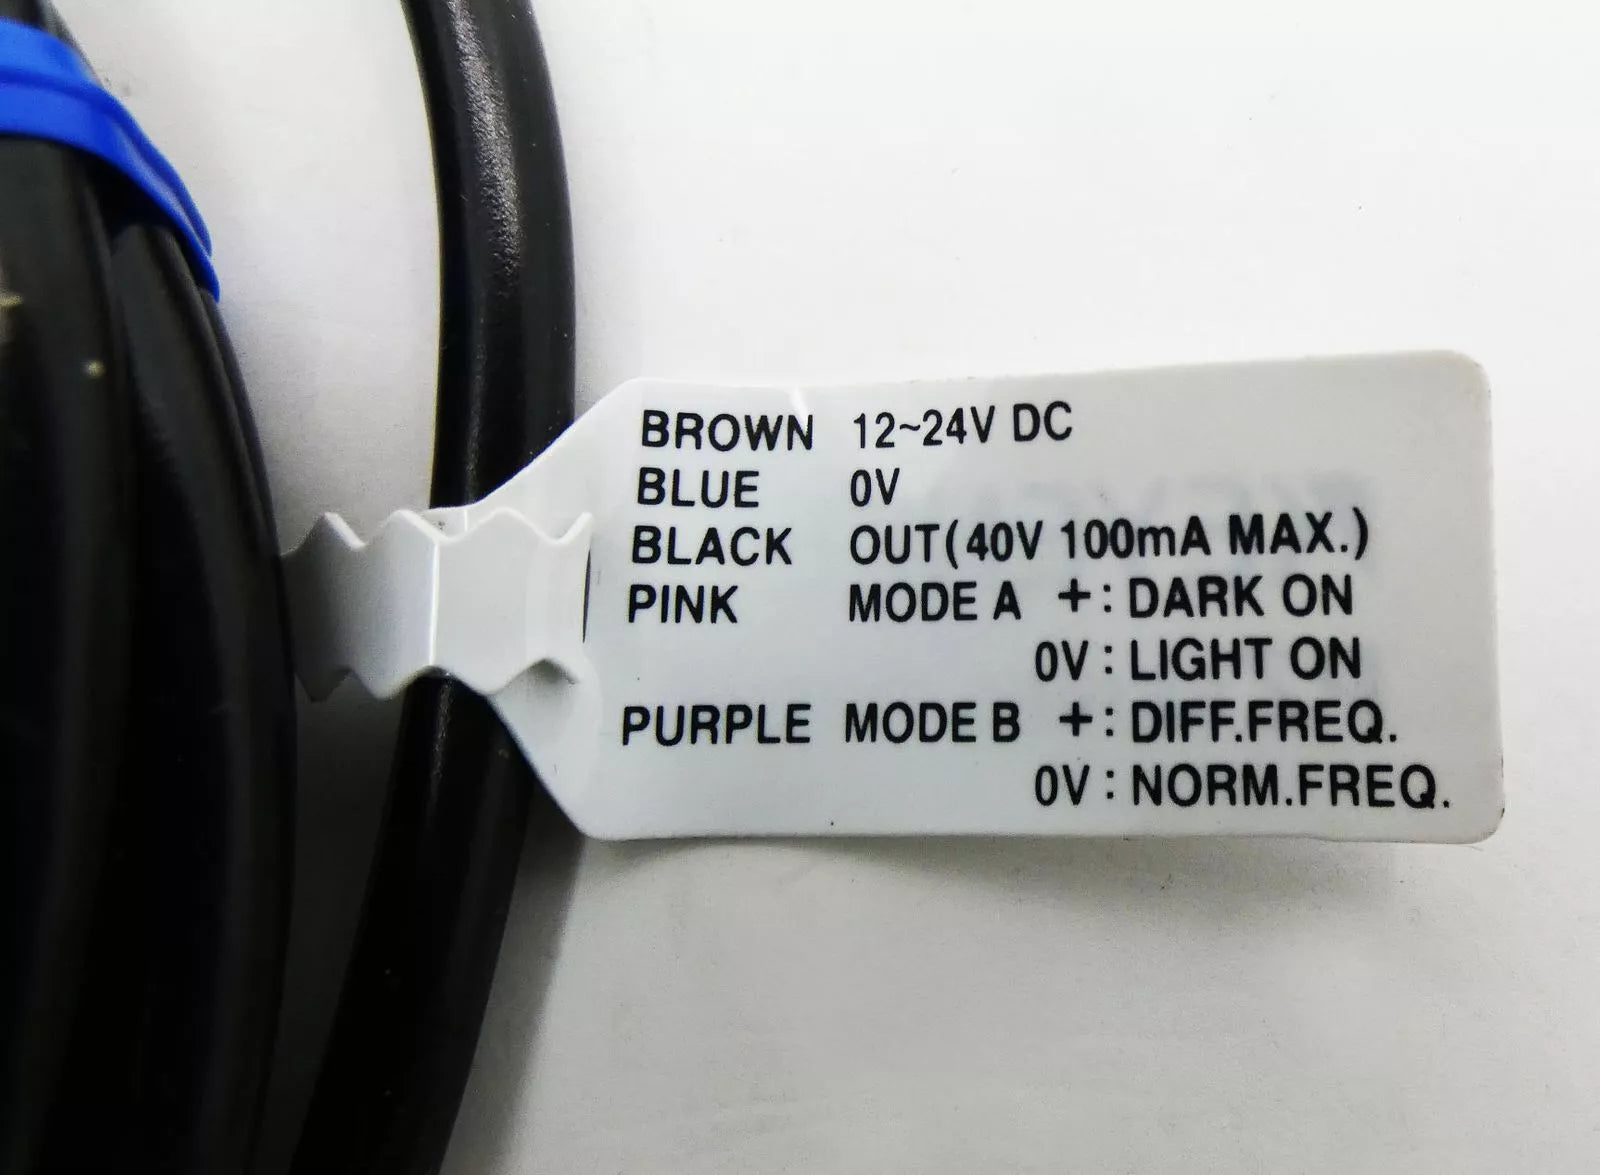 BROWN 12~24V DC
BLUE 0V
BLACK OUT(40V 100mA MAX.)
PINK MODE A +: DARK ON
0V: LIGHT ON
PURPLE MODE B +: DIFF.FREQ.
0V: NORM.FREQ.